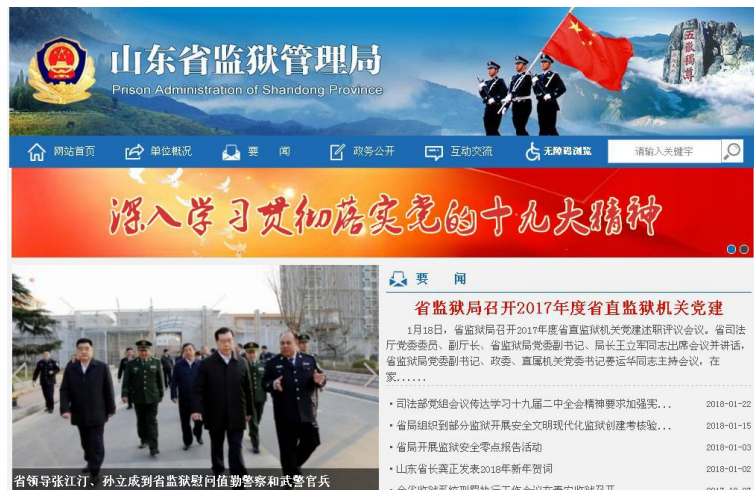 山东省监狱管理局
Prison Administration of Shandong Province
五嶽獨尊
网站首页
单位概况
要 闻
政务公开
互动交流
无障碍浏览
请输入关键字
深入学习贯彻落实党的十九大精神
省领导张江汀、孙立成到省监狱慰问值勤警察和武警官兵
要 闻
省监狱局召开2017年度省直监狱机关党建
1月18日，省监狱局召开2017年度省直监狱机关党建述职评议会议。省司法
厅党委委员、副厅长、省监狱局党委副书记、局长王立军同志出席会议并讲话，
省监狱局党委副书记、政委、直属机关党委书记綦运华同志主持会议，在
家......
·司法部党组会议传达学习十九届二中全会精神要求加强宪... 2018-01-22
·省局组织到部分监狱开展安全文明现代化监狱创建考核验... 2018-01-15
·省局开展监狱安全零点报告活动 2018-01-03
·山东省长龚正发表2018年新年贺词 2018-01-02